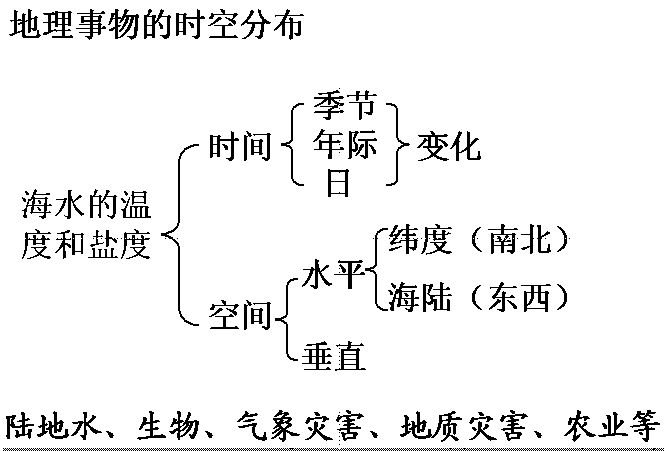 地理事物的时空分布
海水的温
度和盐度
时间
季节
年际
日
变化
空间
水平
纬度（南北）
海陆（东西）
垂直
陆地水、生物、气象灾害、地质灾害、农业等